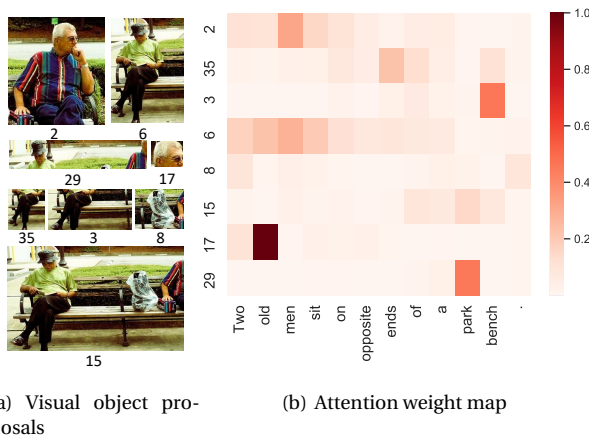 2
6
29
17
35
3
8
15
2
35
3
6
8
15
17
29
Two
old
men
sit
on
opposite
ends
of
a
park
bench
.
1.0
0.8
0.6
0.4
0.2
a) Visual object pro-
osals
(b) Attention weight map